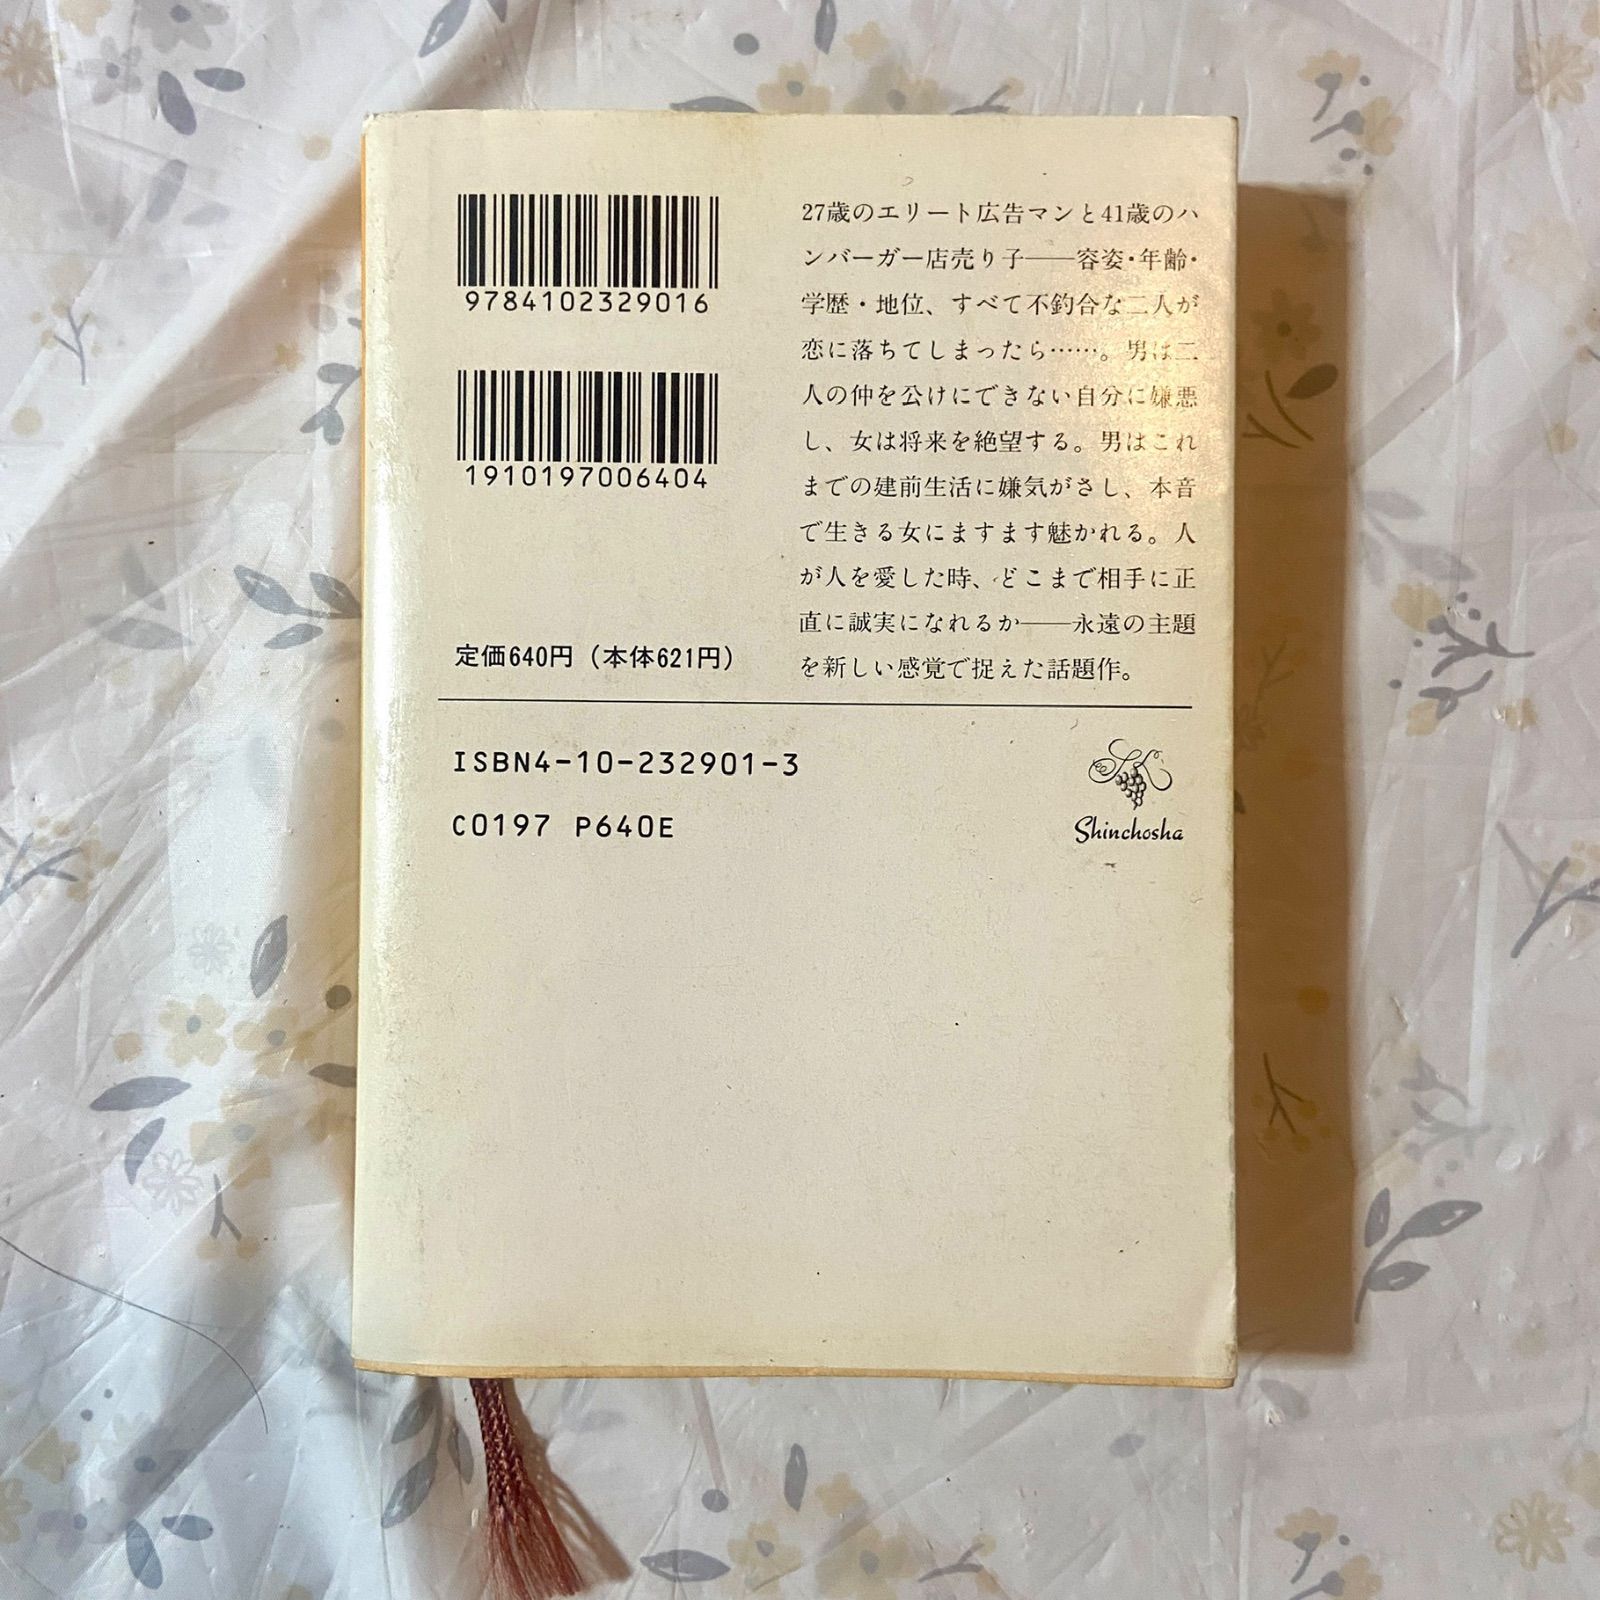 9784102329016
1910197006404
定価640円（本体621円）
27歳のエリート広告マンと41歳のハ
ンバーガー店売り子——容姿・年齢・
学歴・地位、すべて不釣合な二人が
恋に落ちてしまったら……。男は二
人の仲を公けにできない自分に嫌悪
し、女は将来を絶望する。男はこれ
までの建前生活に嫌気がさし、本音
で生きる女にますます魅かれる。人
が人を愛した時、どこまで相手に正
直に誠実になれるか——永遠の主題
を新しい感覚で捉えた話題作。
ISBN4-10-232901-3
C0197 P640E
SK
Shinchosha